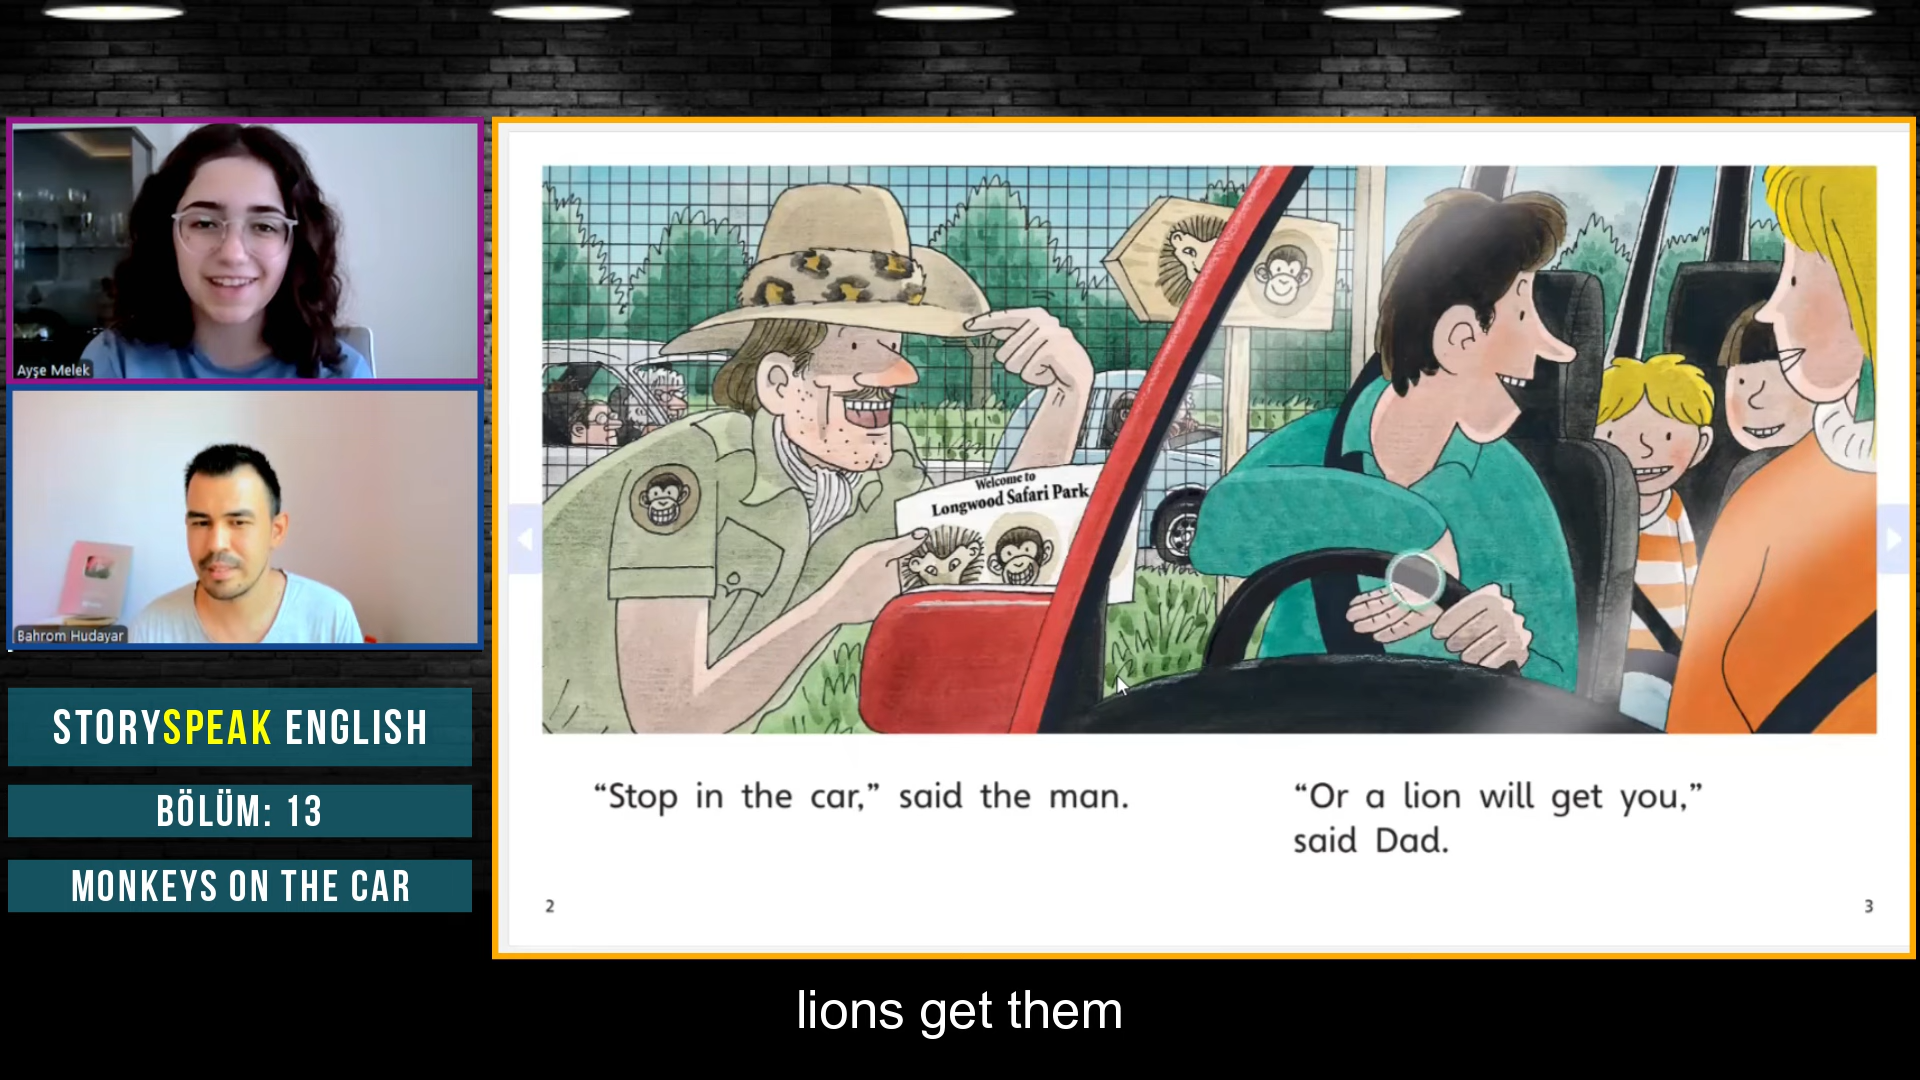 Ayşe Melek
Bahrom Hudayar
STORYSPEAK ENGLISH
BÖLÜM: 13
MONKEYS ON THE CAR
Welcome to
Longwood Safari Park
“Stop in the car,” said the man.
“Or a lion will get you,”
said Dad.
2
3
lions get them